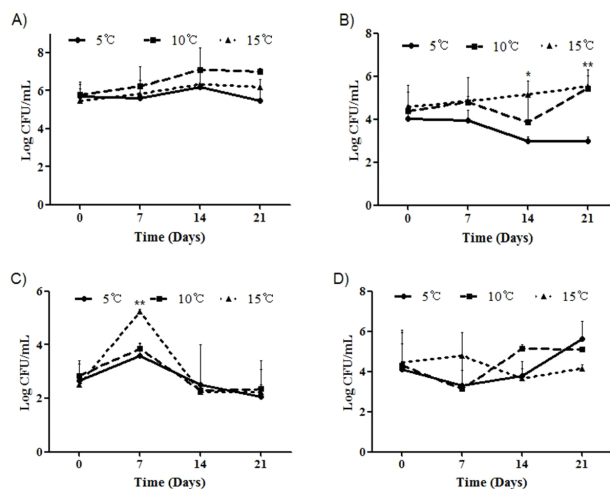 A)
5℃ 10℃ 15℃
Log CFU/mL
8
6
4
2
0
0 7 14 21
Time (Days)
B)
5℃ 10℃ 15℃
* **
Log CFU/mL
8
6
4
2
0
0 7 14 21
Time (Days)
C)
5℃ 10℃ 15℃
**
Log CFU/mL
6
4
2
0
0 7 14 21
Time (Days)
D)
5℃ 10℃ 15℃
Log CFU/mL
8
6
4
2
0
0 7 14 21
Time (Days)